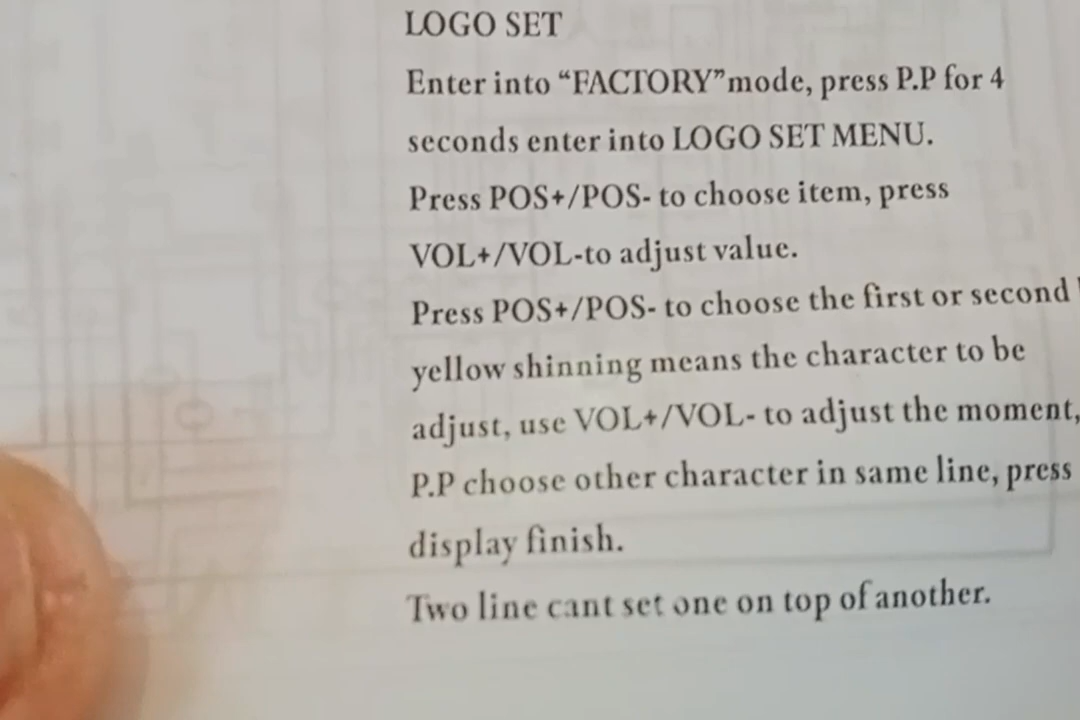 LOGO SET
Enter into “FACTORY”mode, press P.P for 4
seconds enter into LOGO SET MENU.
Press POS+/POS- to choose item, press
VOL+/VOL-to adjust value.
Press POS+/POS- to choose the first or second
yellow shinning means the character to be
adjust, use VOL+/VOL- to adjust the moment,
P.P choose other character in same line, press
display finish.
Two line cant set one on top of another.